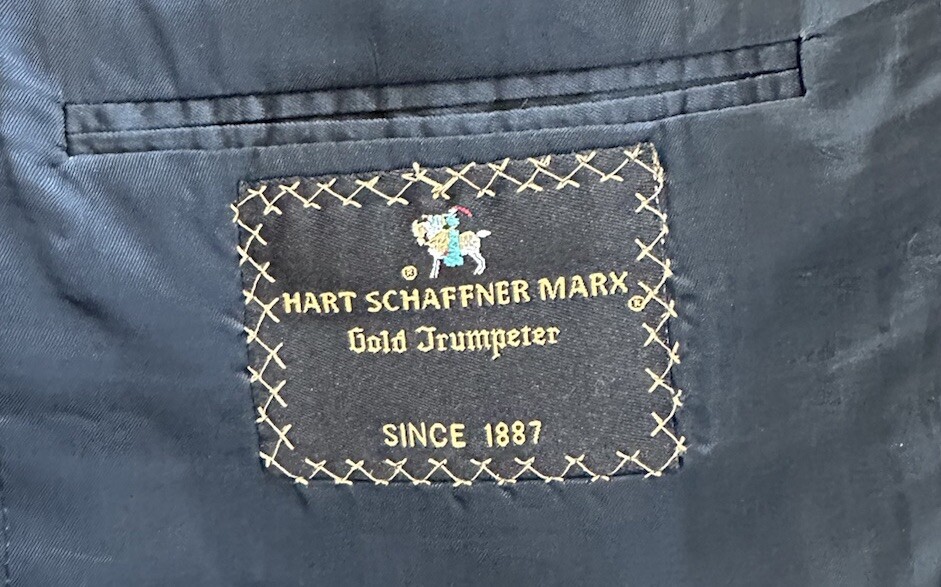 ®
HART SCHAFFNER MARX ®
Gold Trumpeter
SINCE 1887